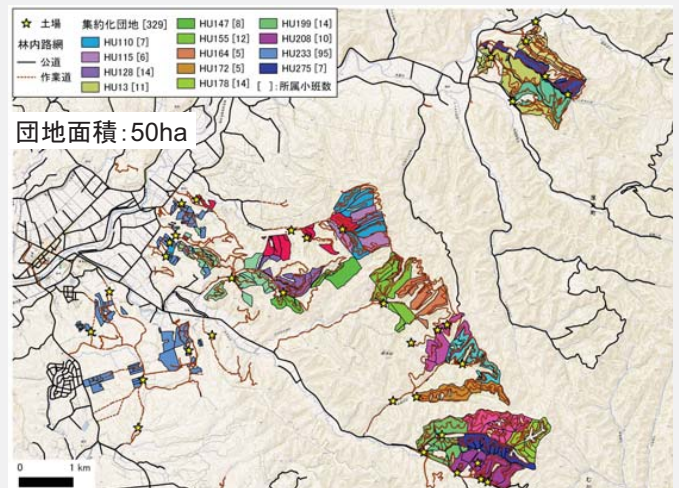 土場
林内路網
公道
作業道
集約化団地 [329]
HU110 [7]
HU115 [6]
HU128 [14]
HU13 [11]
HU147 [8]
HU155 [12]
HU164 [5]
HU172 [5]
HU178 [14]
HU199 [14]
HU208 [10]
HU233 [95]
HU275 [7]
[ ]:所属小班数
団地面積:50ha
0 1 km